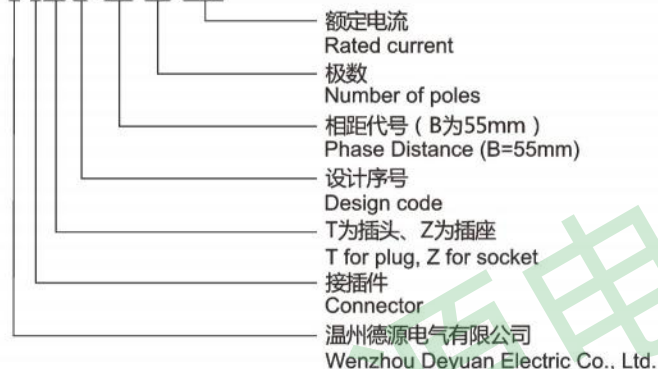 额定电流
Rated current
极数
Number of poles
相距代号（B为55mm）
Phase Distance (B=55mm)
设计序号
Design code
T为插头、Z为插座
T for plug, Z for socket
接插件
Connector
温州德源电气有限公司
Wenzhou Deyuan Electric Co., Ltd.
源电